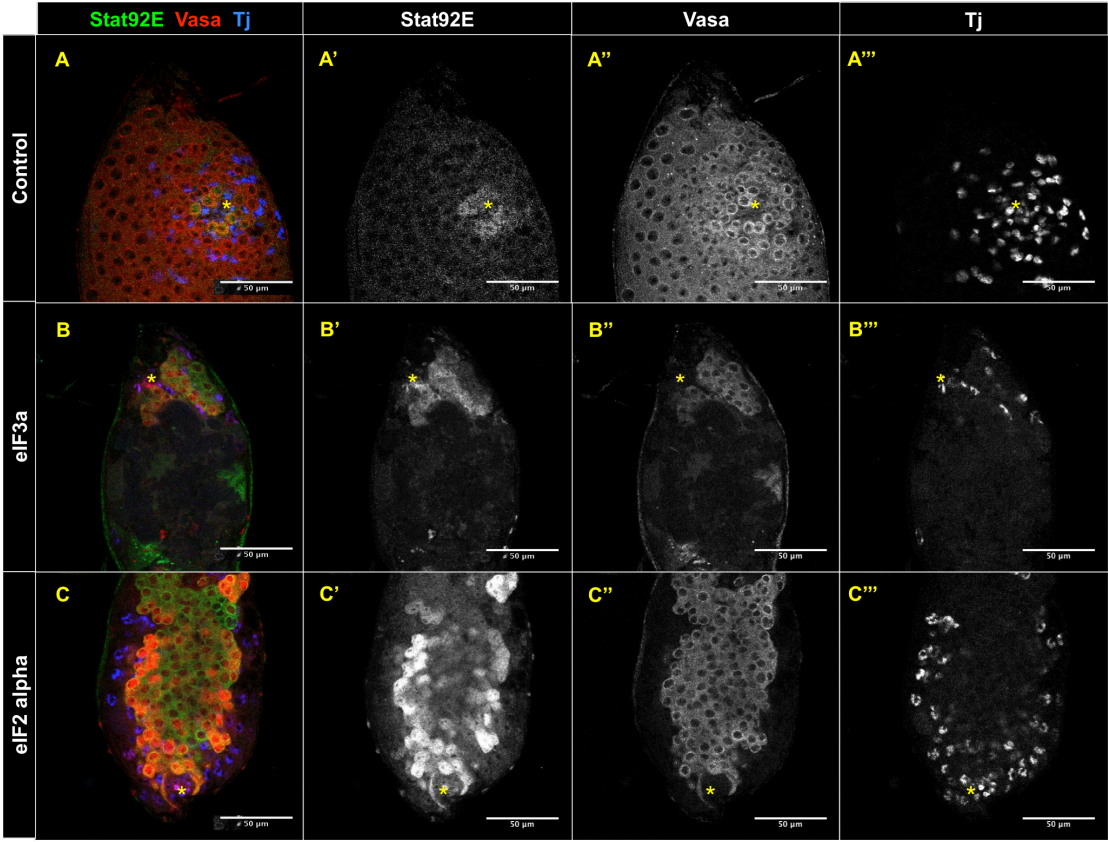 Stat92E Vasa Tj Stat92E Vasa Tj
Control
A A’ A’’ A’’’
50 µm 50 µm 50 µm 50 µm
eIF3a
B B’ B’’ B’’’
50 µm 50 µm 50 µm 50 µm
eIF2 alpha
C C’ C’’ C’’’
50 µm 50 µm 50 µm 50 µm